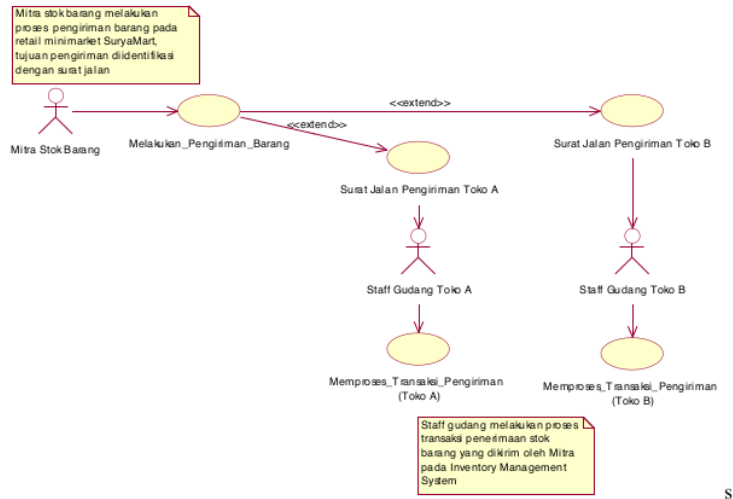 Mitra stok barang melakukan
proses pengiriman barang pada
retail minimarket SuryaMart,
tujuan pengiriman diidentifikasi
dengan surat jalan
<<extend>>
<<extend>>
Mitra Stok Barang
Melakukan_Pengiriman_Barang
Surat Jalan Pengiriman Toko B
Surat Jalan Pengiriman Toko A
Staff Gudang Toko A
Staff Gudang Toko B
Memproses_Transaksi_Pengiriman
(Toko A)
Memproses_Transaksi_Pengiriman
(Toko B)
Staff gudang melakukan proses
transaksi penerimaan stok
barang yang dikirim oleh Mitra
pada Inventory Management
System
s